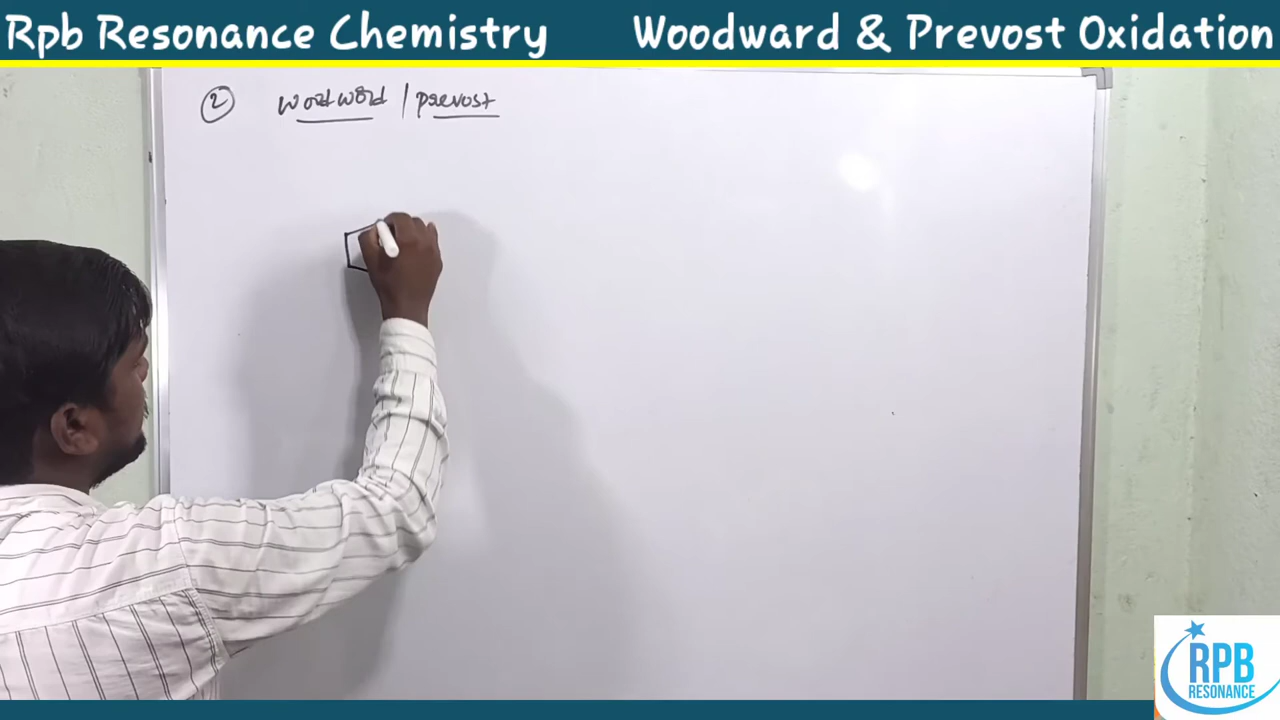 Rpb Resonance Chemistry Woodward & Prevost Oxidation
2 woodword / prevost
RPB
RESONANCE